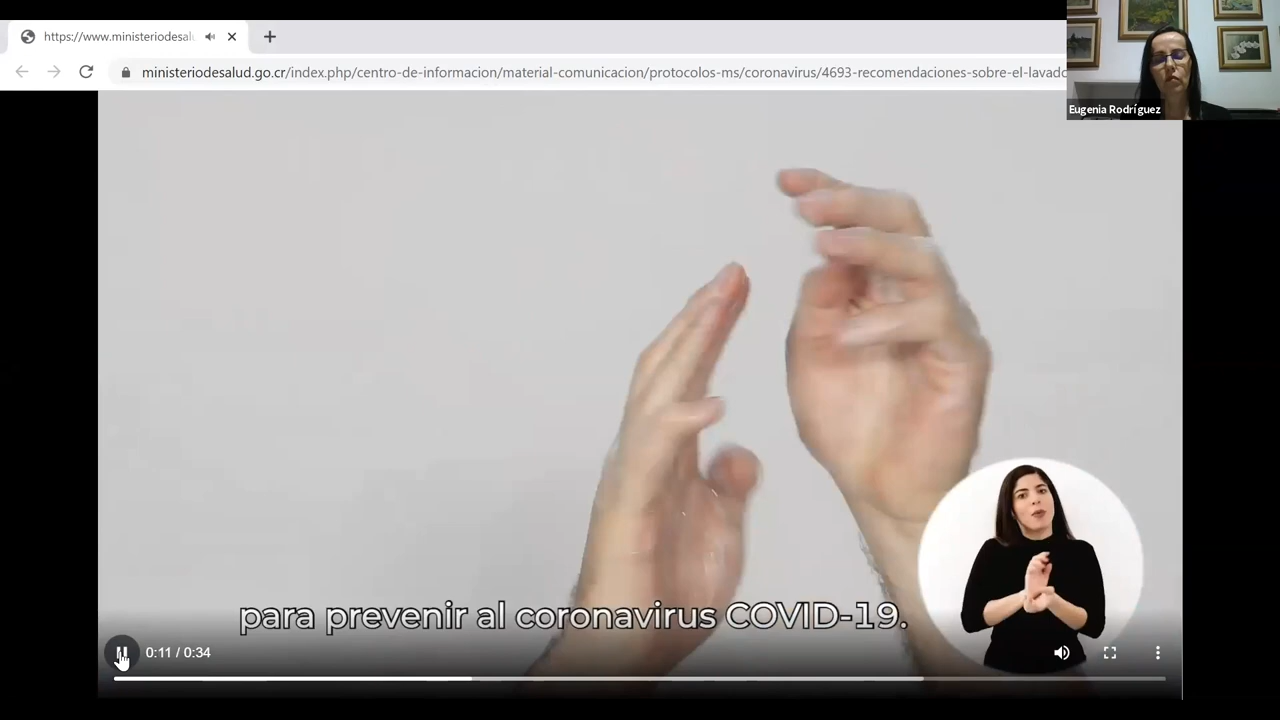 https://www.ministeriodesalu
ministeriodesalud.go.cr/index.php/centro-de-informacion/material-comunicacion/protocolos-ms/coronavirus/4693-recomendaciones-sobre-el-lavado
Eugenia Rodríguez
para prevenir al coronavirus COVID-19.
0:11 / 0:34